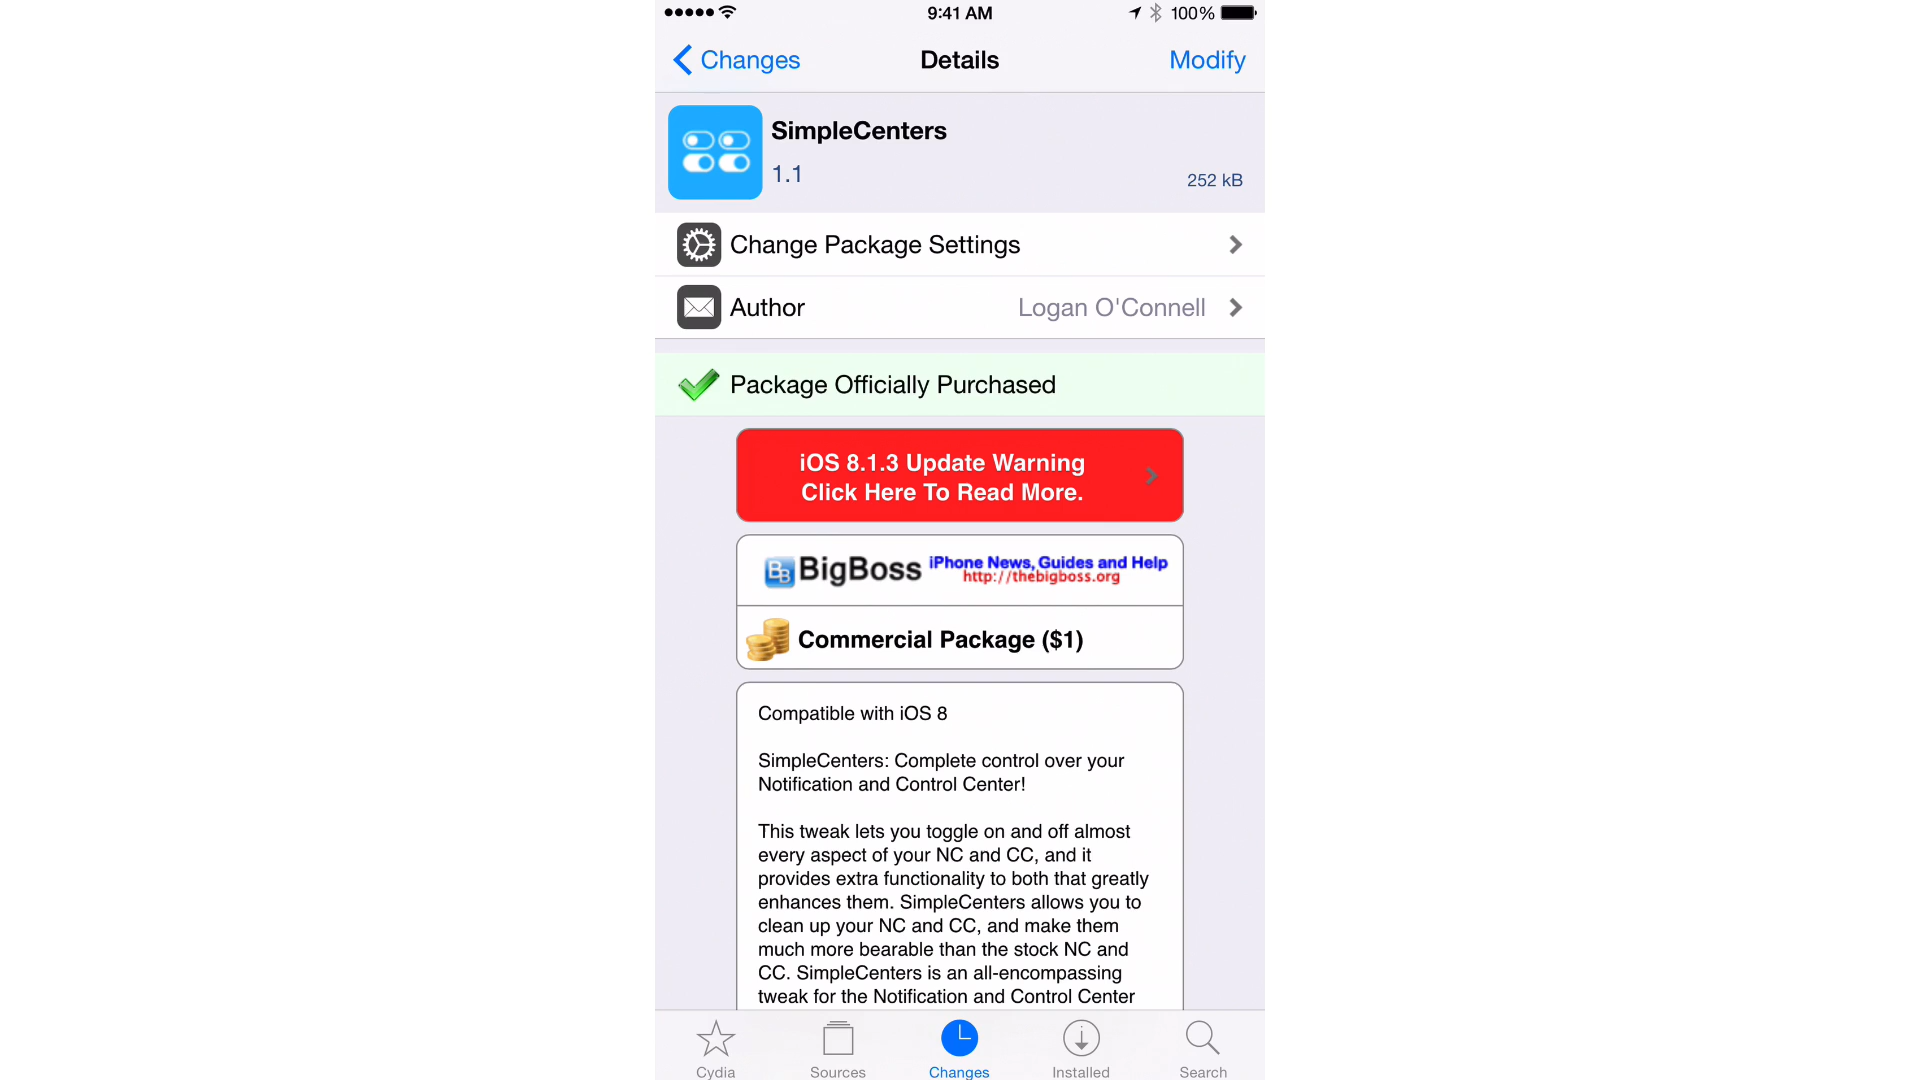 9:41 AM
100%
Changes
Details
Modify
SimpleCenters
1.1
252 kB
Change Package Settings
Author
Logan O'Connell
Package Officially Purchased
iOS 8.1.3 Update Warning
Click Here To Read More.
BB BigBoss
iPhone News, Guides and Help
http://thebigboss.org
Commercial Package ($1)
Compatible with iOS 8
SimpleCenters: Complete control over your
Notification and Control Center!
This tweak lets you toggle on and off almost
every aspect of your NC and CC, and it
provides extra functionality to both that greatly
enhances them. SimpleCenters allows you to
clean up your NC and CC, and make them
much more bearable than the stock NC and
CC. SimpleCenters is an all-encompassing
tweak for the Notification and Control Center
Cydia
Sources
Changes
Installed
Search